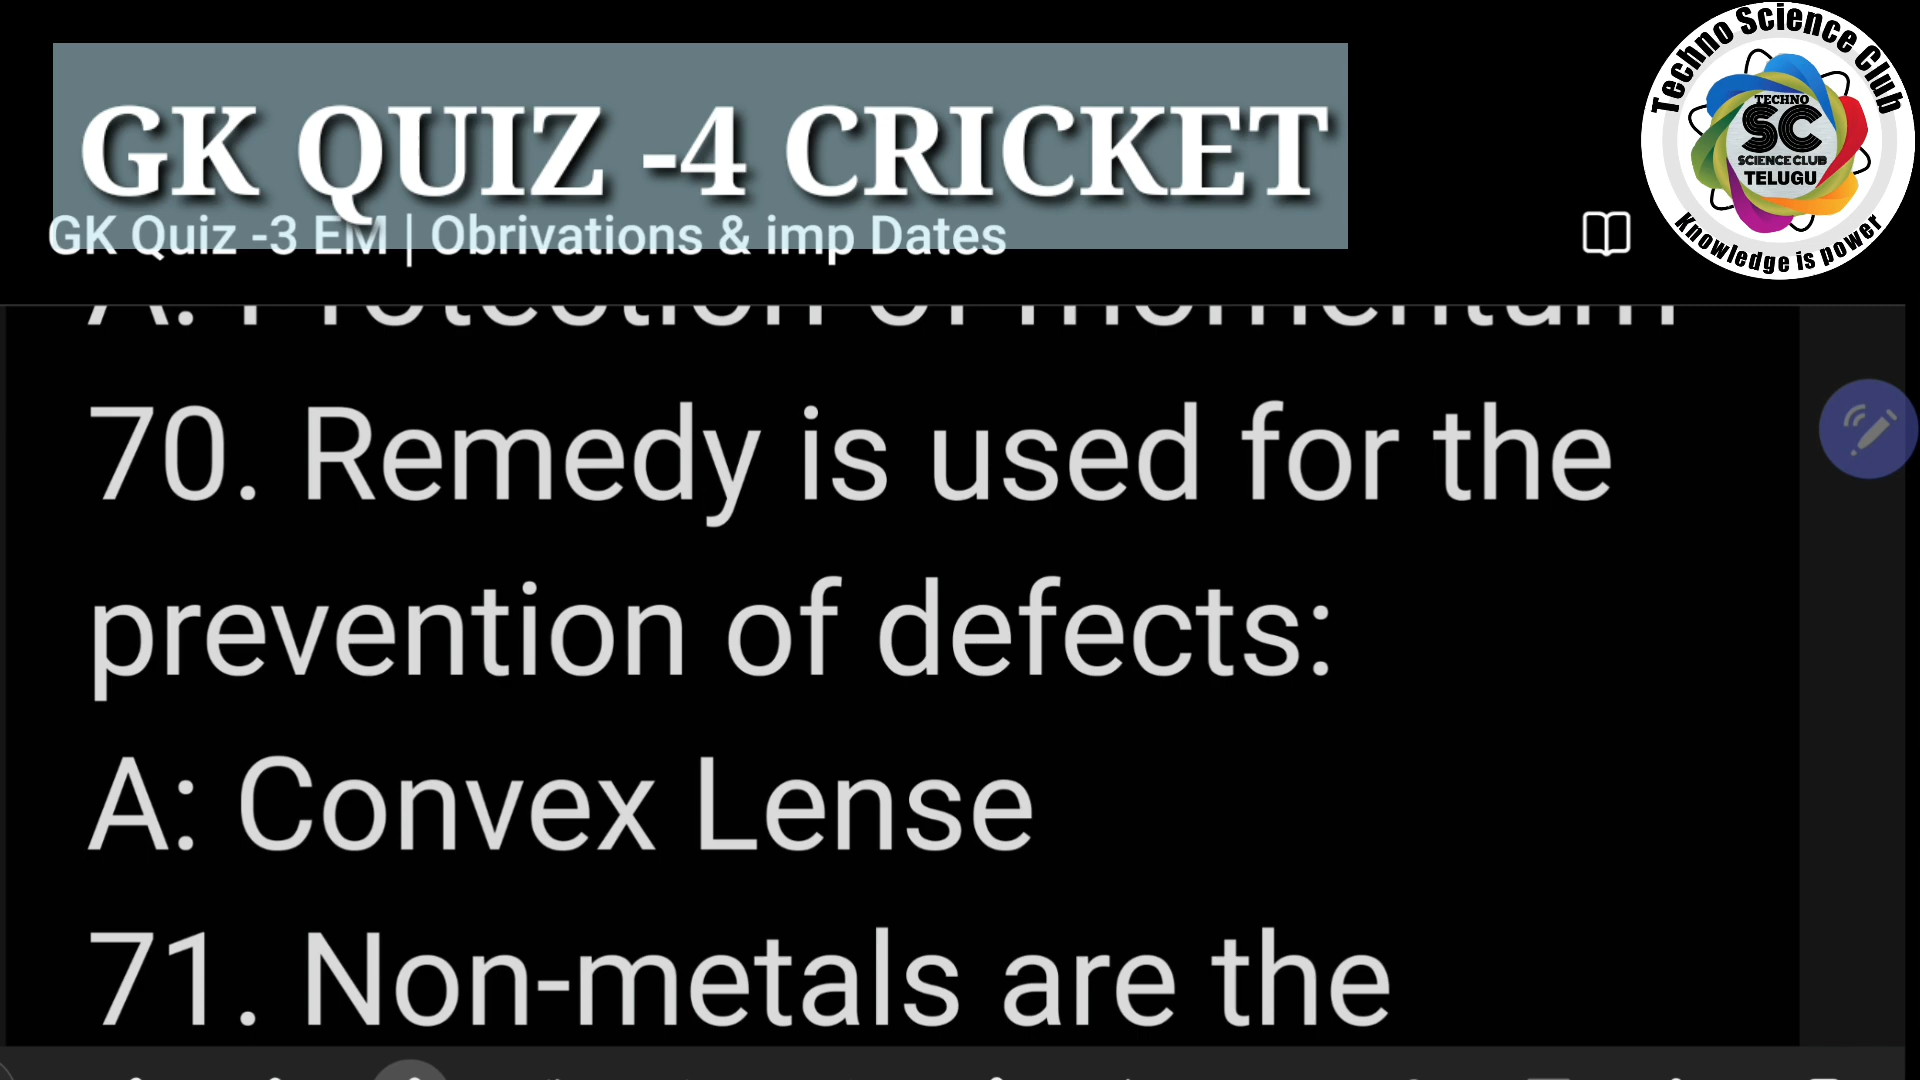 GK QUIZ -4 CRICKET
GK Quiz -3 EM | Obrivations & imp Dates
Techno Science Club
TECHNO
SC
SCIENCE CLUB
TELUGU
Knowledge is power
A: Protection of momentum
70. Remedy is used for the
prevention of defects:
A: Convex Lense
71. Non-metals are the